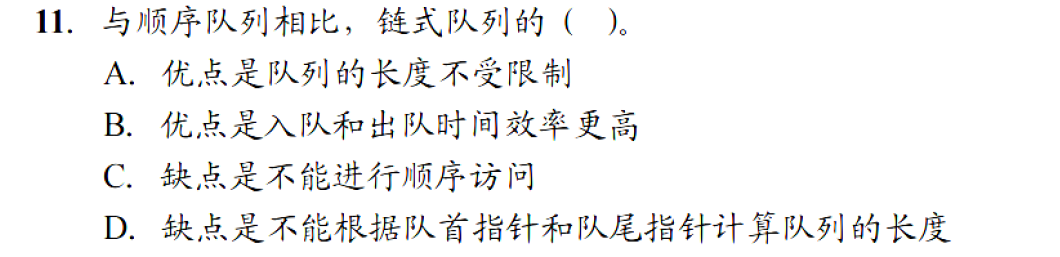 11. 与顺序队列相比，链式队列的（ ）。
A. 优点是队列的长度不受限制
B. 优点是入队和出队时间效率更高
C. 缺点是不能进行顺序访问
D. 缺点是不能根据队首指针和队尾指针计算队列的长度